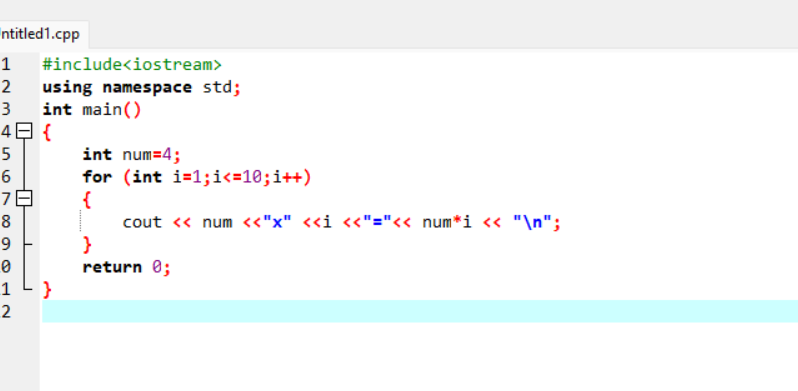 ntitled1.cpp
1 #include<iostream>
2 using namespace std;
3 int main()
4 {
5 int num=4;
6 for (int i=1;i<=10;i++)
7 {
8 cout << num <<"x" <<i <<"="<< num*i << "\n";
9 }
0 return 0;
1 }
2